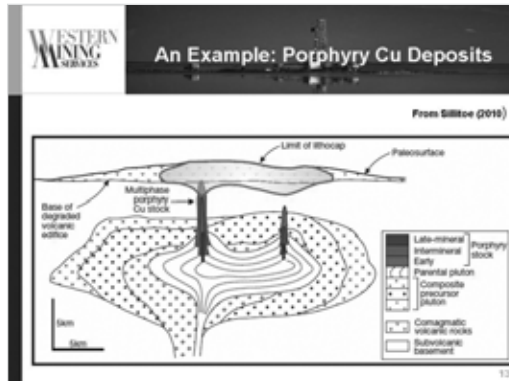 WESTERN
MINING
SERVICES
An Example: Porphyry Cu Deposits
From Sillitoe (2010)
Limit of lithocap
Paleosurface
Multiphase
porphyry
Cu stock
Base of
degraded
volcanic
edifice
Late-mineral
Intermineral
Early
Porphyry
stock
Parental pluton
Composite
precursor
pluton
Comagmatic
volcanic rocks
Subvolcanic
basement
5km
5km
13